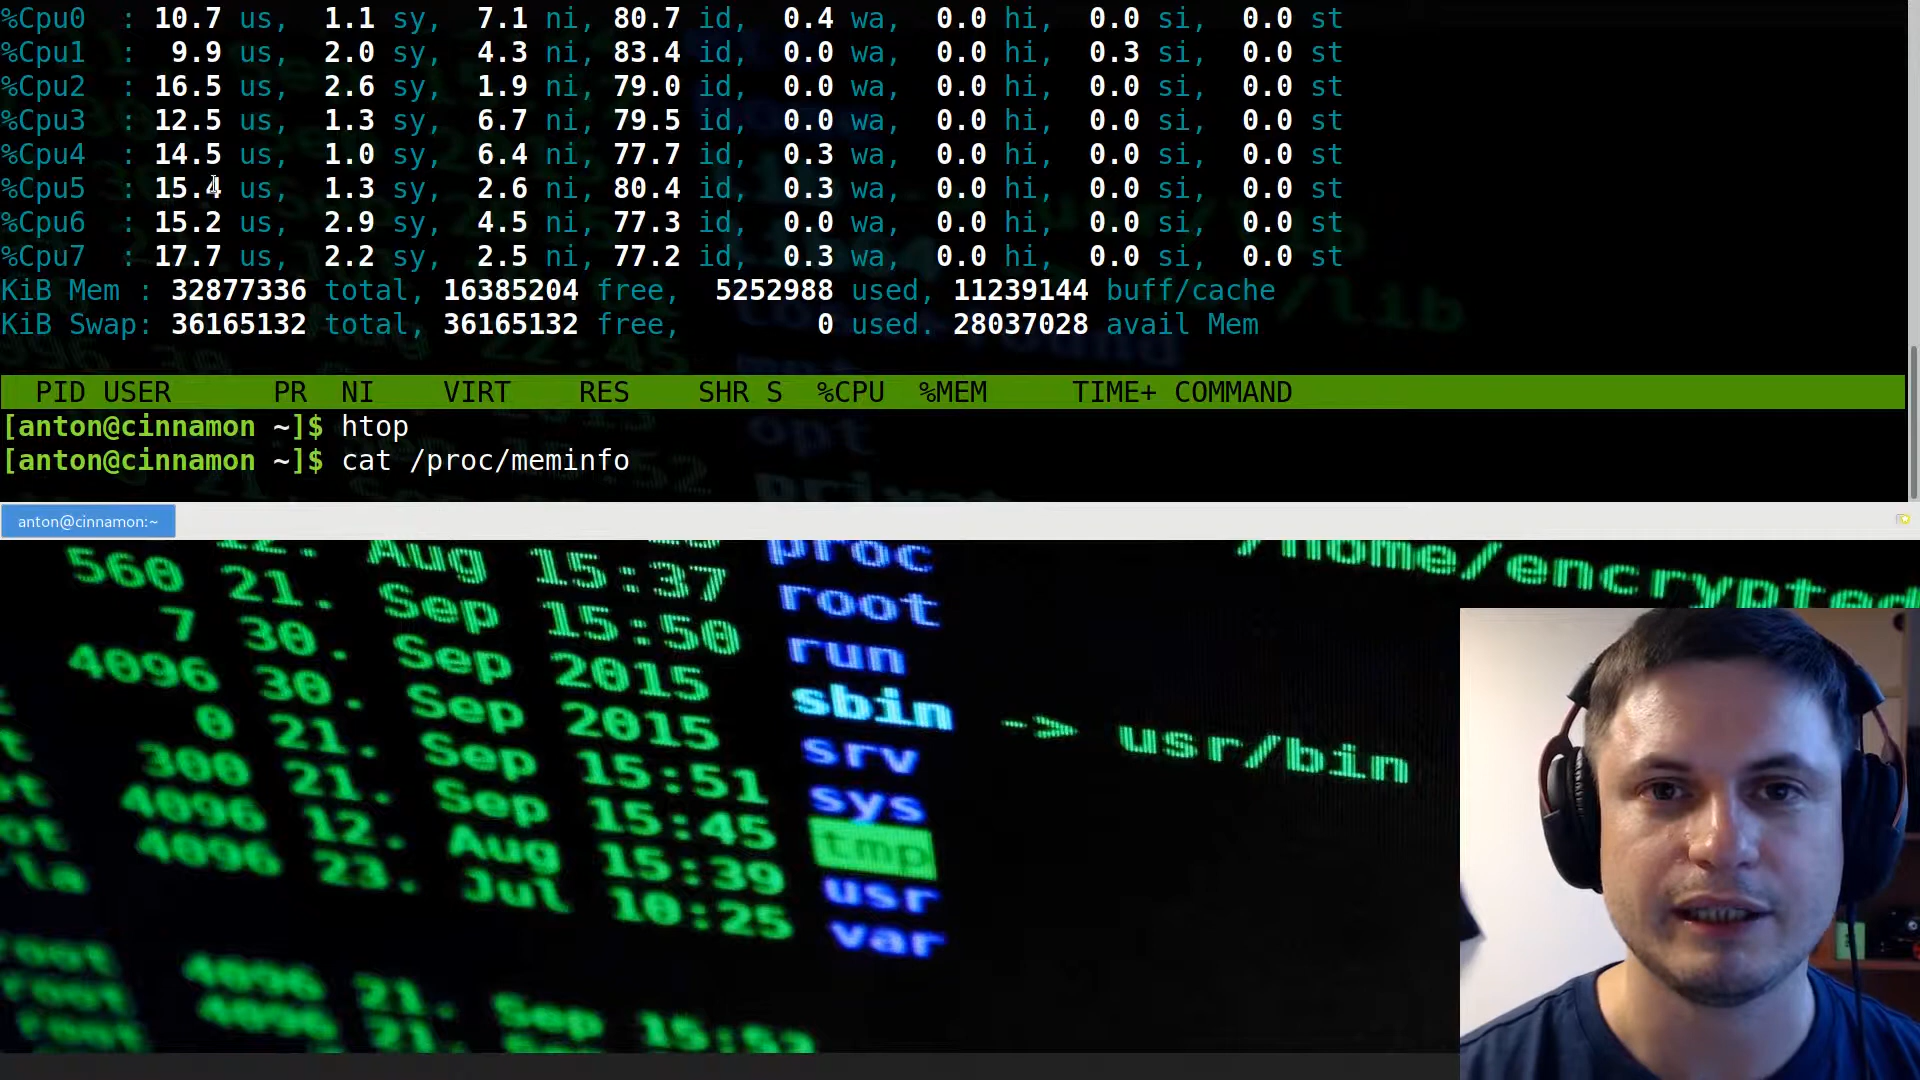 %Cpu0  : 10.7 us,  1.1 sy,  7.1 ni, 80.7 id,  0.4 wa,  0.0 hi,  0.0 si,  0.0 st
%Cpu1  :  9.9 us,  2.0 sy,  4.3 ni, 83.4 id,  0.0 wa,  0.0 hi,  0.3 si,  0.0 st
%Cpu2  : 16.5 us,  2.6 sy,  1.9 ni, 79.0 id,  0.0 wa,  0.0 hi,  0.0 si,  0.0 st
%Cpu3  : 12.5 us,  1.3 sy,  6.7 ni, 79.5 id,  0.0 wa,  0.0 hi,  0.0 si,  0.0 st
%Cpu4  : 14.5 us,  1.0 sy,  6.4 ni, 77.7 id,  0.3 wa,  0.0 hi,  0.0 si,  0.0 st
%Cpu5  : 15.4 us,  1.3 sy,  2.6 ni, 80.4 id,  0.3 wa,  0.0 hi,  0.0 si,  0.0 st
%Cpu6  : 15.2 us,  2.9 sy,  4.5 ni, 77.3 id,  0.0 wa,  0.0 hi,  0.0 si,  0.0 st
%Cpu7  : 17.7 us,  2.2 sy,  2.5 ni, 77.2 id,  0.3 wa,  0.0 hi,  0.0 si,  0.0 st
KiB Mem : 32877336 total, 16385204 free,  5252988 used, 11239144 buff/cache
KiB Swap: 36165132 total, 36165132 free,        0 used. 28037028 avail Mem
PID USER      PR  NI    VIRT    RES    SHR S  %CPU  %MEM     TIME+ COMMAND
[anton@cinnamon ~]$ htop
[anton@cinnamon ~]$ cat /proc/meminfo
anton@cinnamon:~
12. Aug 15:37 proc
560 21. Sep 15:50 root
7 30. Sep 2015 run
4096 30. Sep 2015 sbin -> usr/bin
0 21. Sep 15:51 srv
300 21. Sep 15:45 sys
4096 12. Aug 15:39 tmp
4096 23. Jul 10:25 usr
var
/home/encrypted
root 4096 21. Sep
root 4096 21.
root